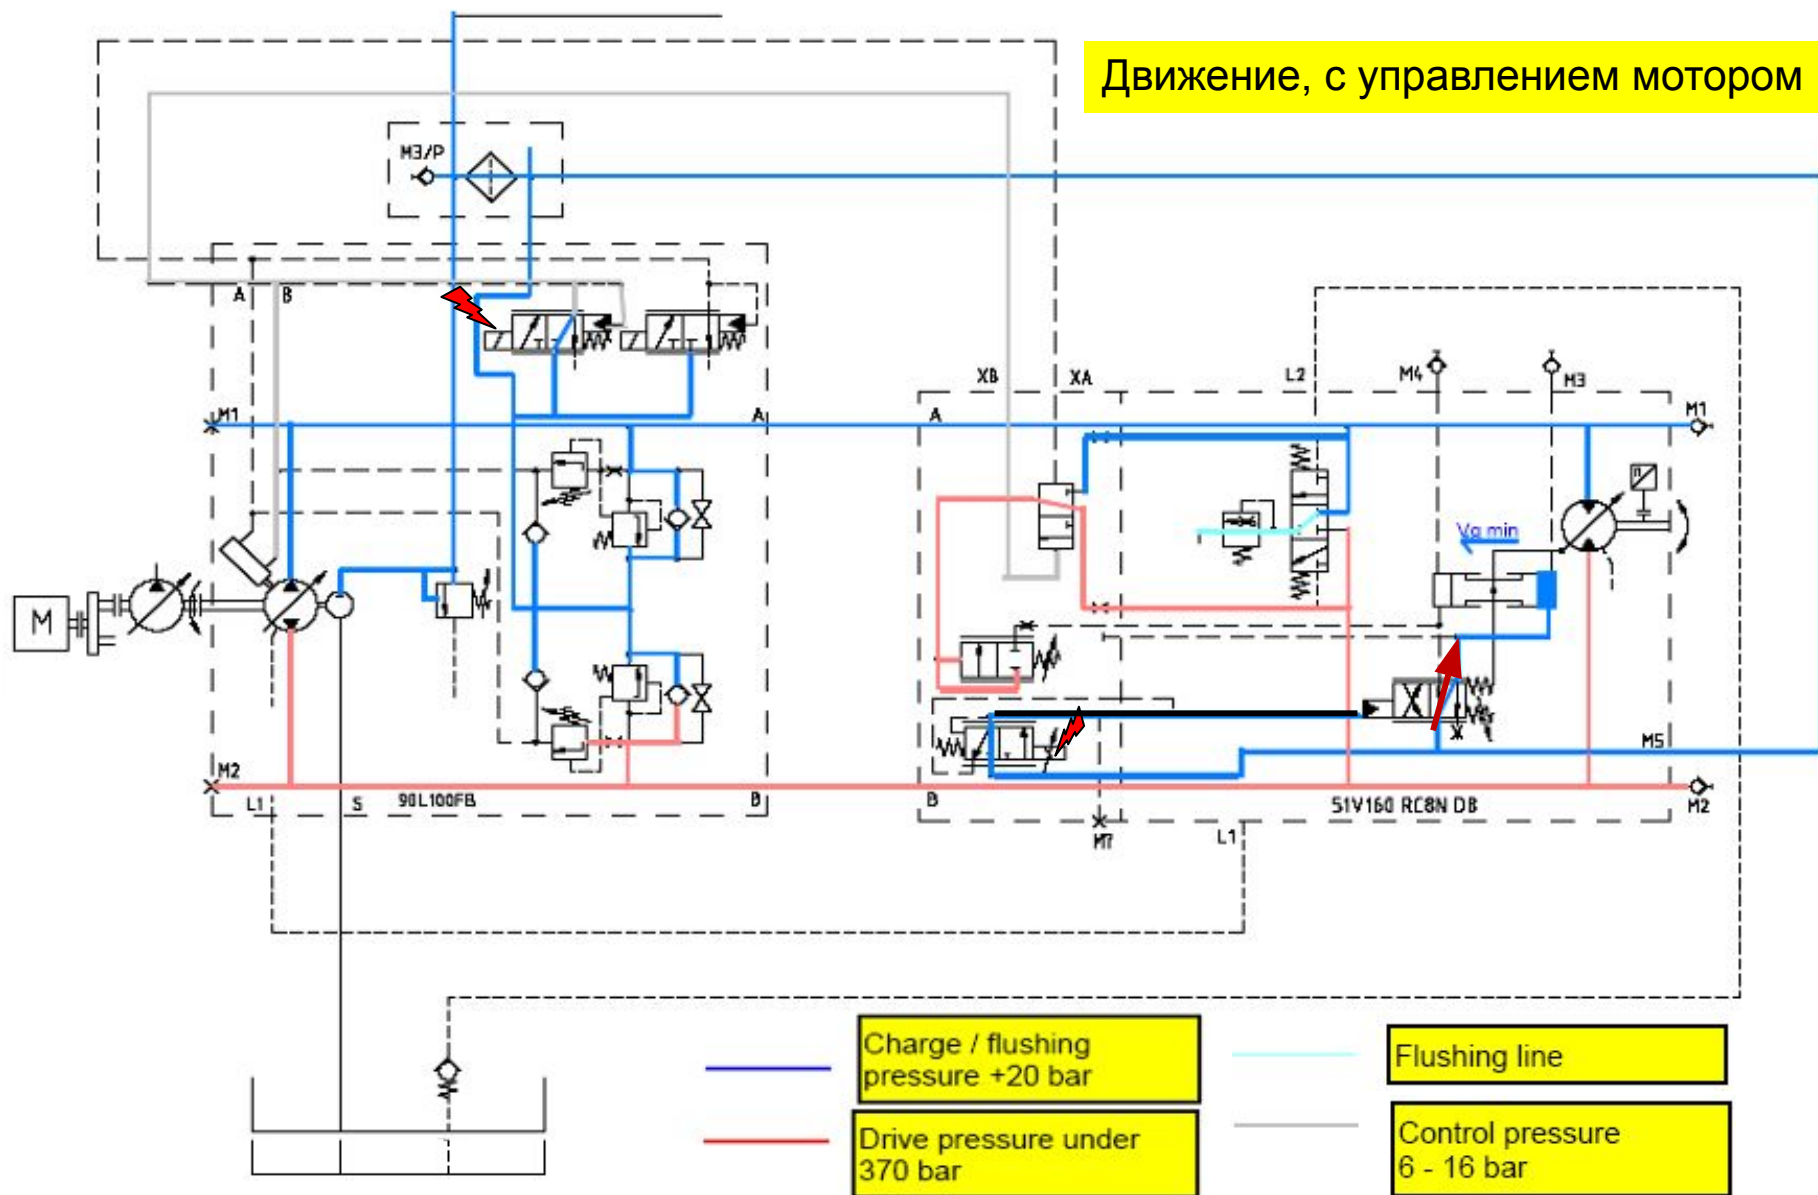 Движение, с управлением мотором
M3/P
A B
XB XA L2 M4 M3
M1 A A M1
n
Vg min
M
M2 M5
L1 S 90L100FB B B 51V160 RC8N DB M2
M7 L1
Charge / flushing
pressure +20 bar
Flushing line
Drive pressure under
370 bar
Control pressure
6 - 16 bar